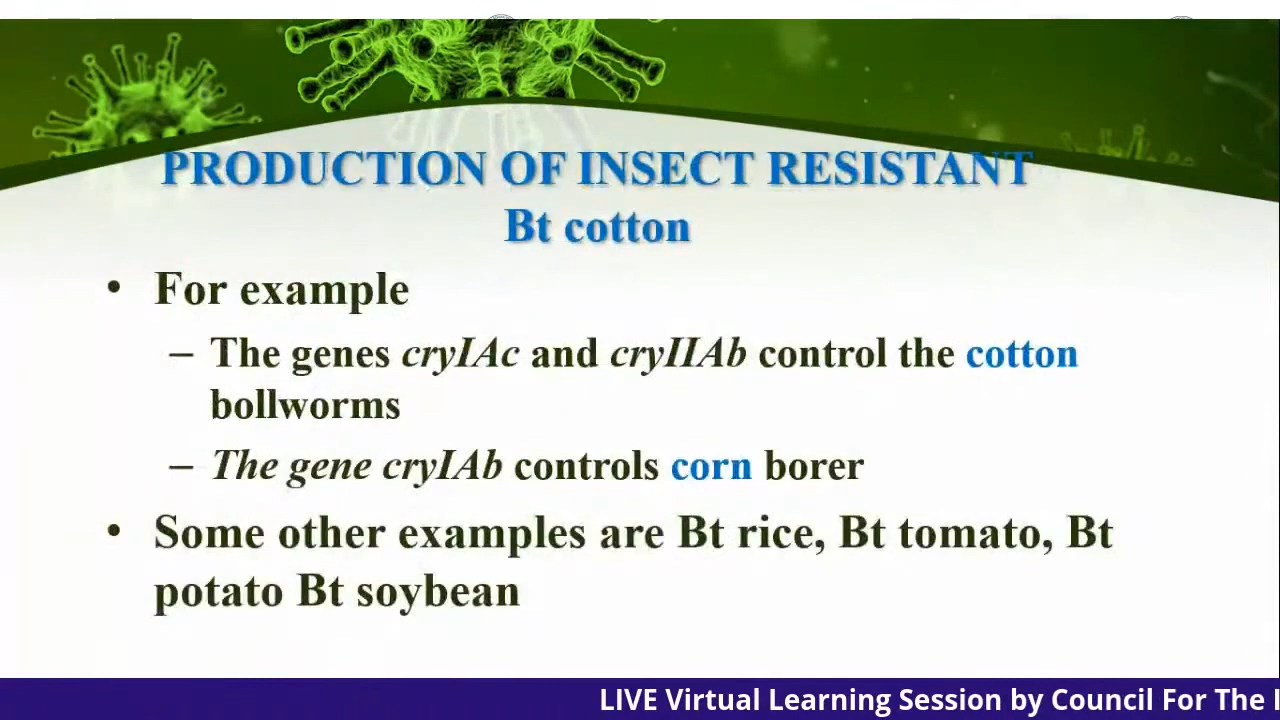 PRODUCTION OF INSECT RESISTANT
Bt cotton
• For example
– The genes cryIAc and cryIIAb control the cotton
bollworms
– The gene cryIAb controls corn borer
• Some other examples are Bt rice, Bt tomato, Bt
potato Bt soybean
LIVE Virtual Learning Session by Council For The